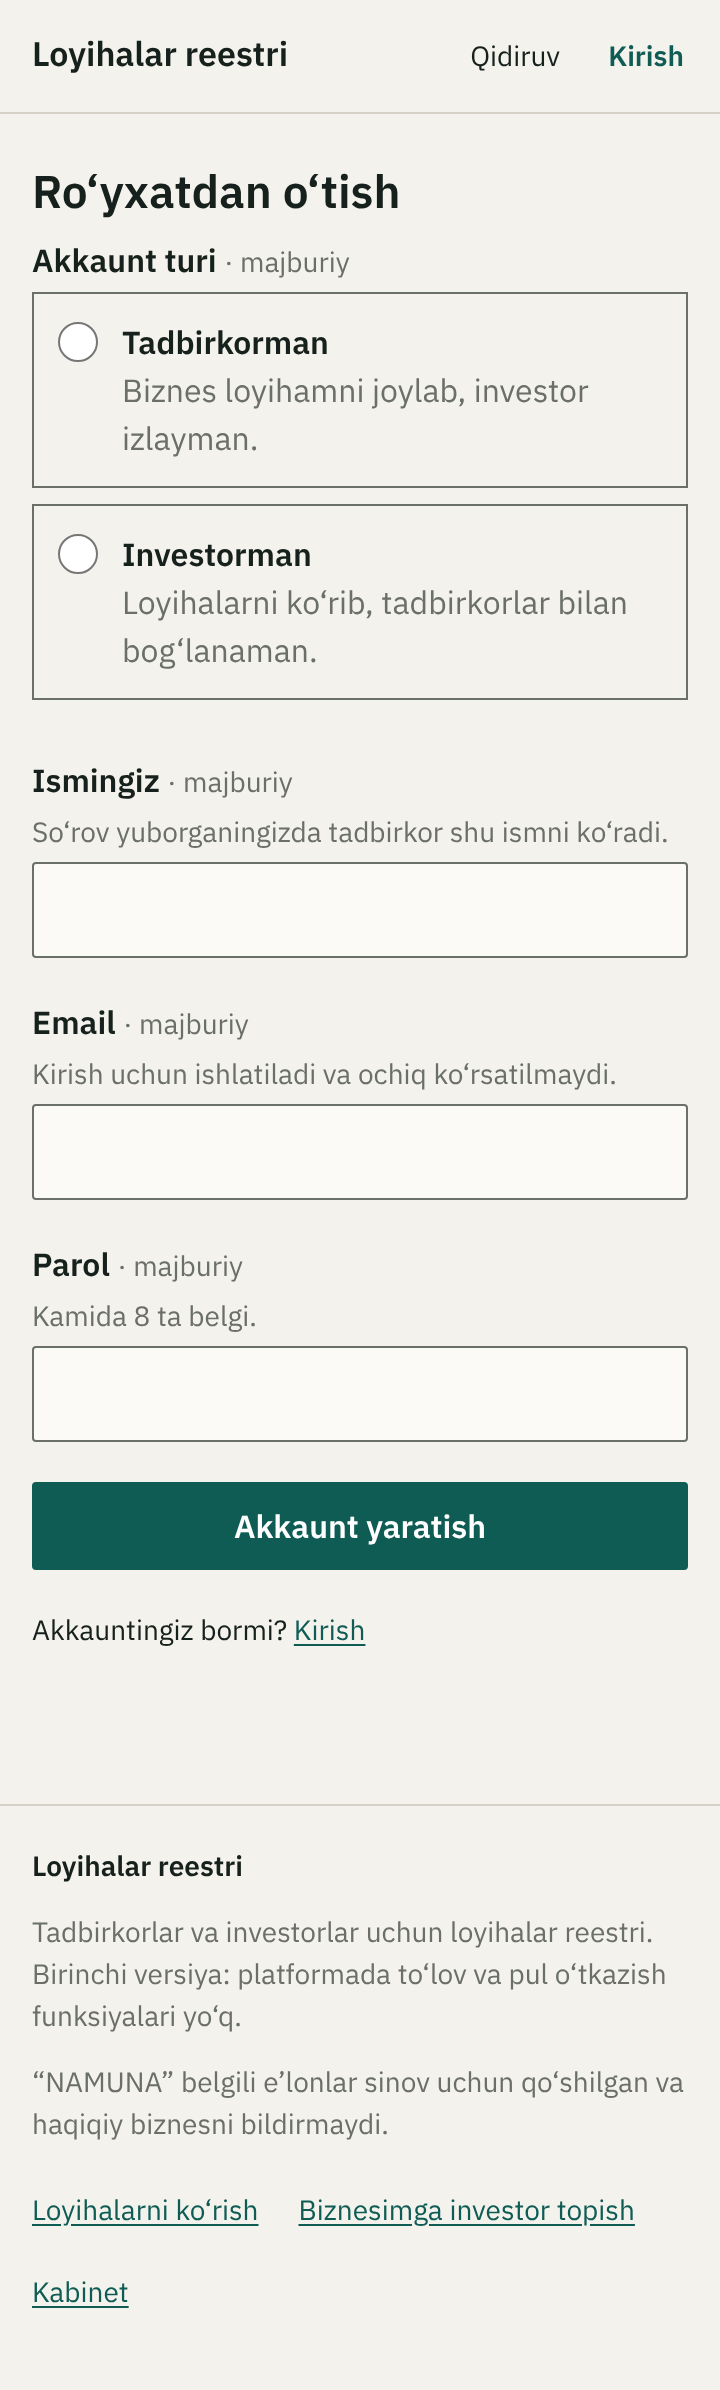 Loyihalar reestri
Qidiruv
Kirish
Ro‘yxatdan o‘tish
Akkaunt turi · majburiy
Tadbirkorman
Biznes loyihamni joylab, investor
izlayman.
Investorman
Loyihalarni ko‘rib, tadbirkorlar bilan
bog‘lanaman.
Ismingiz · majburiy
So‘rov yuborganingizda tadbirkor shu ismni ko‘radi.
Email · majburiy
Kirish uchun ishlatiladi va ochiq ko‘rsatilmaydi.
Parol · majburiy
Kamida 8 ta belgi.
Akkaunt yaratish
Akkauntingiz bormi? Kirish
Loyihalar reestri
Tadbirkorlar va investorlar uchun loyihalar reestri.
Birinchi versiya: platformada to‘lov va pul o‘tkazish
funksiyalari yo‘q.
“NAMUNA” belgili e’lonlar sinov uchun qo‘shilgan va
haqiqiy biznesni bildirmaydi.
Loyihalarni ko‘rish
Biznesimga investor topish
Kabinet